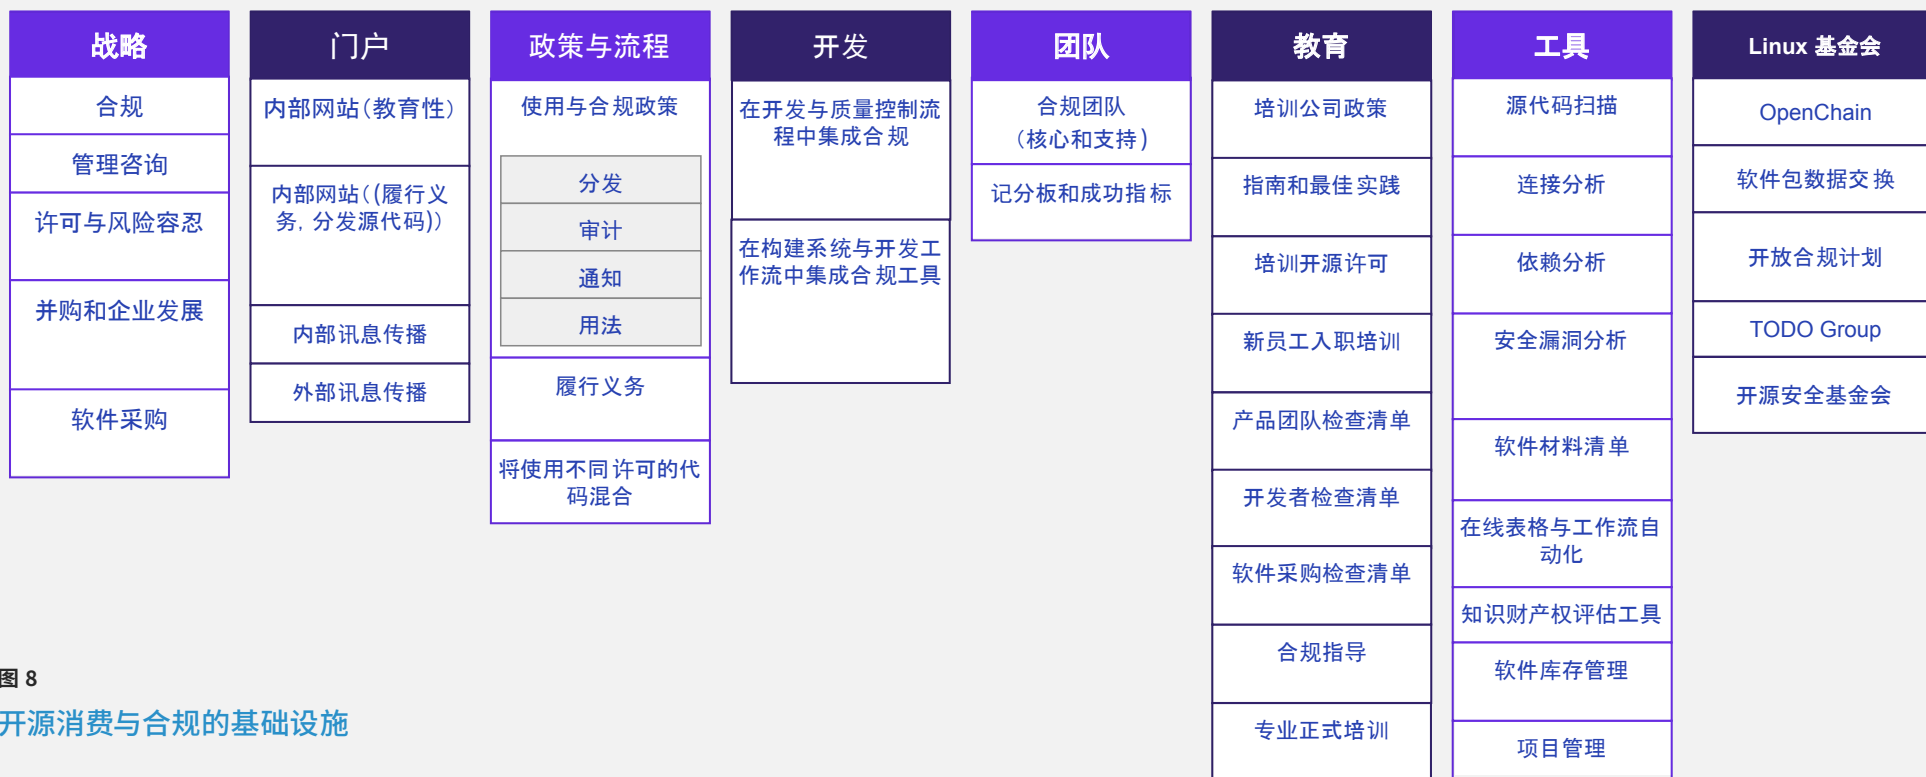 战略
合规
管理咨询
许可与风险容忍
并购和企业发展
软件采购
门户
内部网站(教育性)
内部网站((履行义
务, 分发源代码))
内部讯息传播
外部讯息传播
政策与流程
使用与合规政策
分发
审计
通知
用法
履行义务
将使用不同许可的代
码混合
开发
在开发与质量控制流
程中集成合规
在构建系统与开发工
作流中集成合规工具
团队
合规团队
(核心和支持)
记分板和成功指标
教育
培训公司政策
指南和最佳实践
培训开源许可
新员工入职培训
产品团队检查清单
开发者检查清单
软件采购检查清单
合规指导
专业正式培训
工具
源代码扫描
连接分析
依赖分析
安全漏洞分析
软件材料清单
在线表格与工作流自
动化
知识财产权评估工具
软件库存管理
项目管理
Linux 基金会
OpenChain
软件包数据交换
开放合规计划
TODO Group
开源安全基金会
图 8
开源消费与合规的基础设施